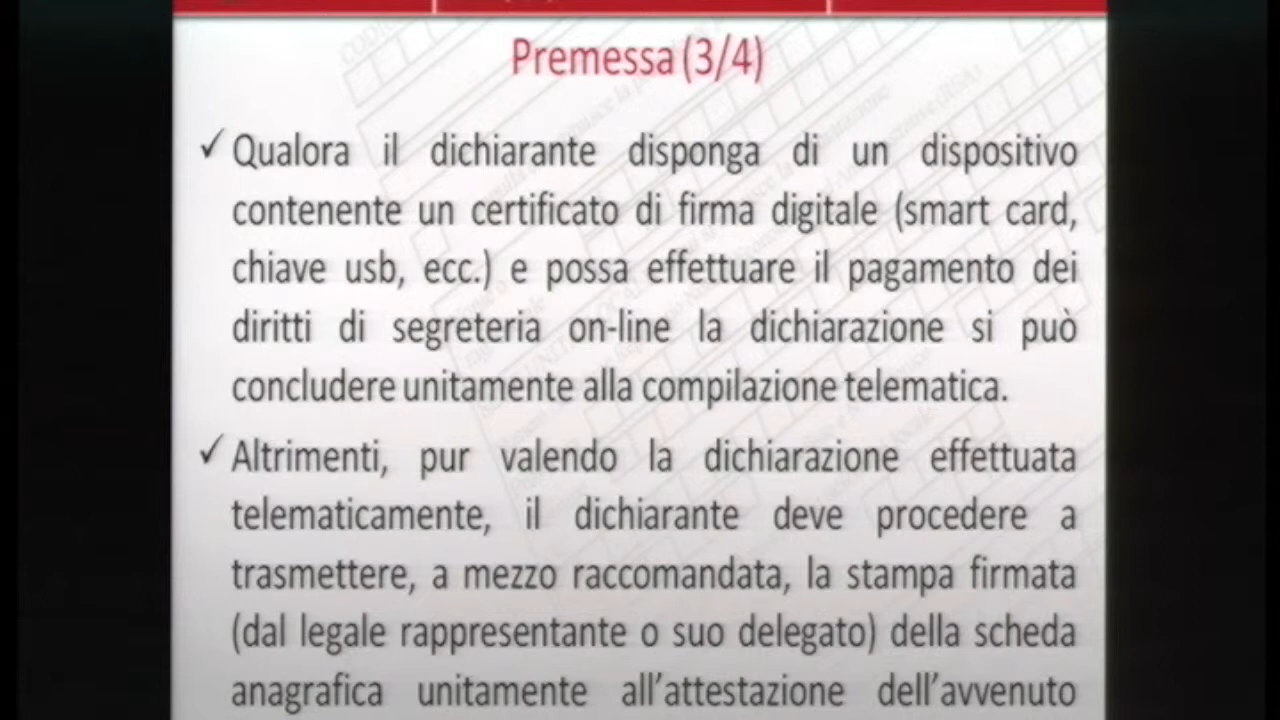 Premessa (3/4)
✓ Qualora il dichiarante disponga di un dispositivo
contenente un certificato di firma digitale (smart card,
chiave usb, ecc.) e possa effettuare il pagamento dei
diritti di segreteria on-line la dichiarazione si può
concludere unitamente alla compilazione telematica.
✓ Altrimenti, pur valendo la dichiarazione effettuata
telematicamente, il dichiarante deve procedere a
trasmettere, a mezzo raccomandata, la stampa firmata
(dal legale rappresentante o suo delegato) della scheda
anagrafica unitamente all'attestazione dell'avvenuto